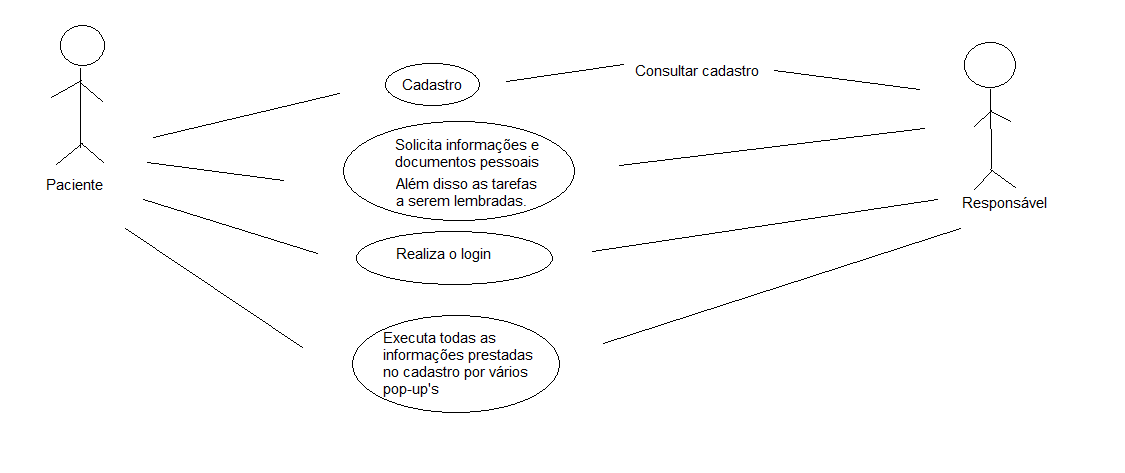 Cadastro
Consultar cadastro
Solicita informações e
documentos pessoais
Além disso as tarefas
a serem lembradas.
Paciente
Responsável
Realiza o login
Executa todas as
informações prestadas
no cadastro por vários
pop-up's